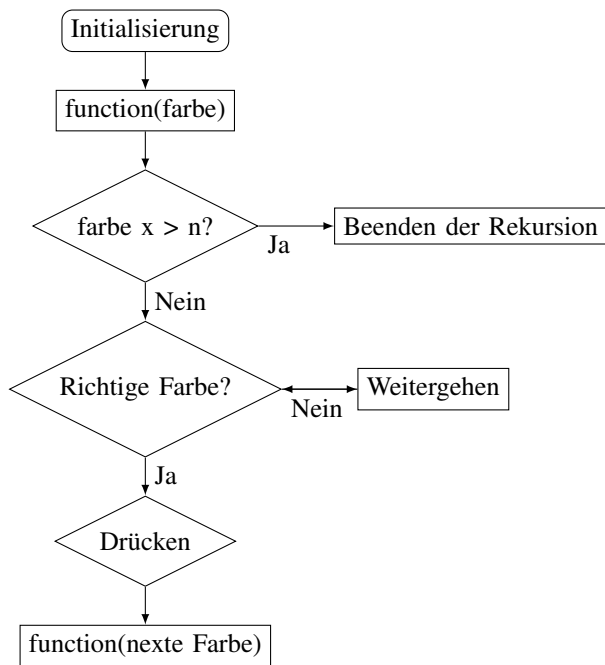 Initialisierung
function(farbe)
farbe x > n?
Ja
Beenden der Rekursion
Nein
Richtige Farbe?
Nein
Weitergehen
Ja
Drücken
function(nexte Farbe)